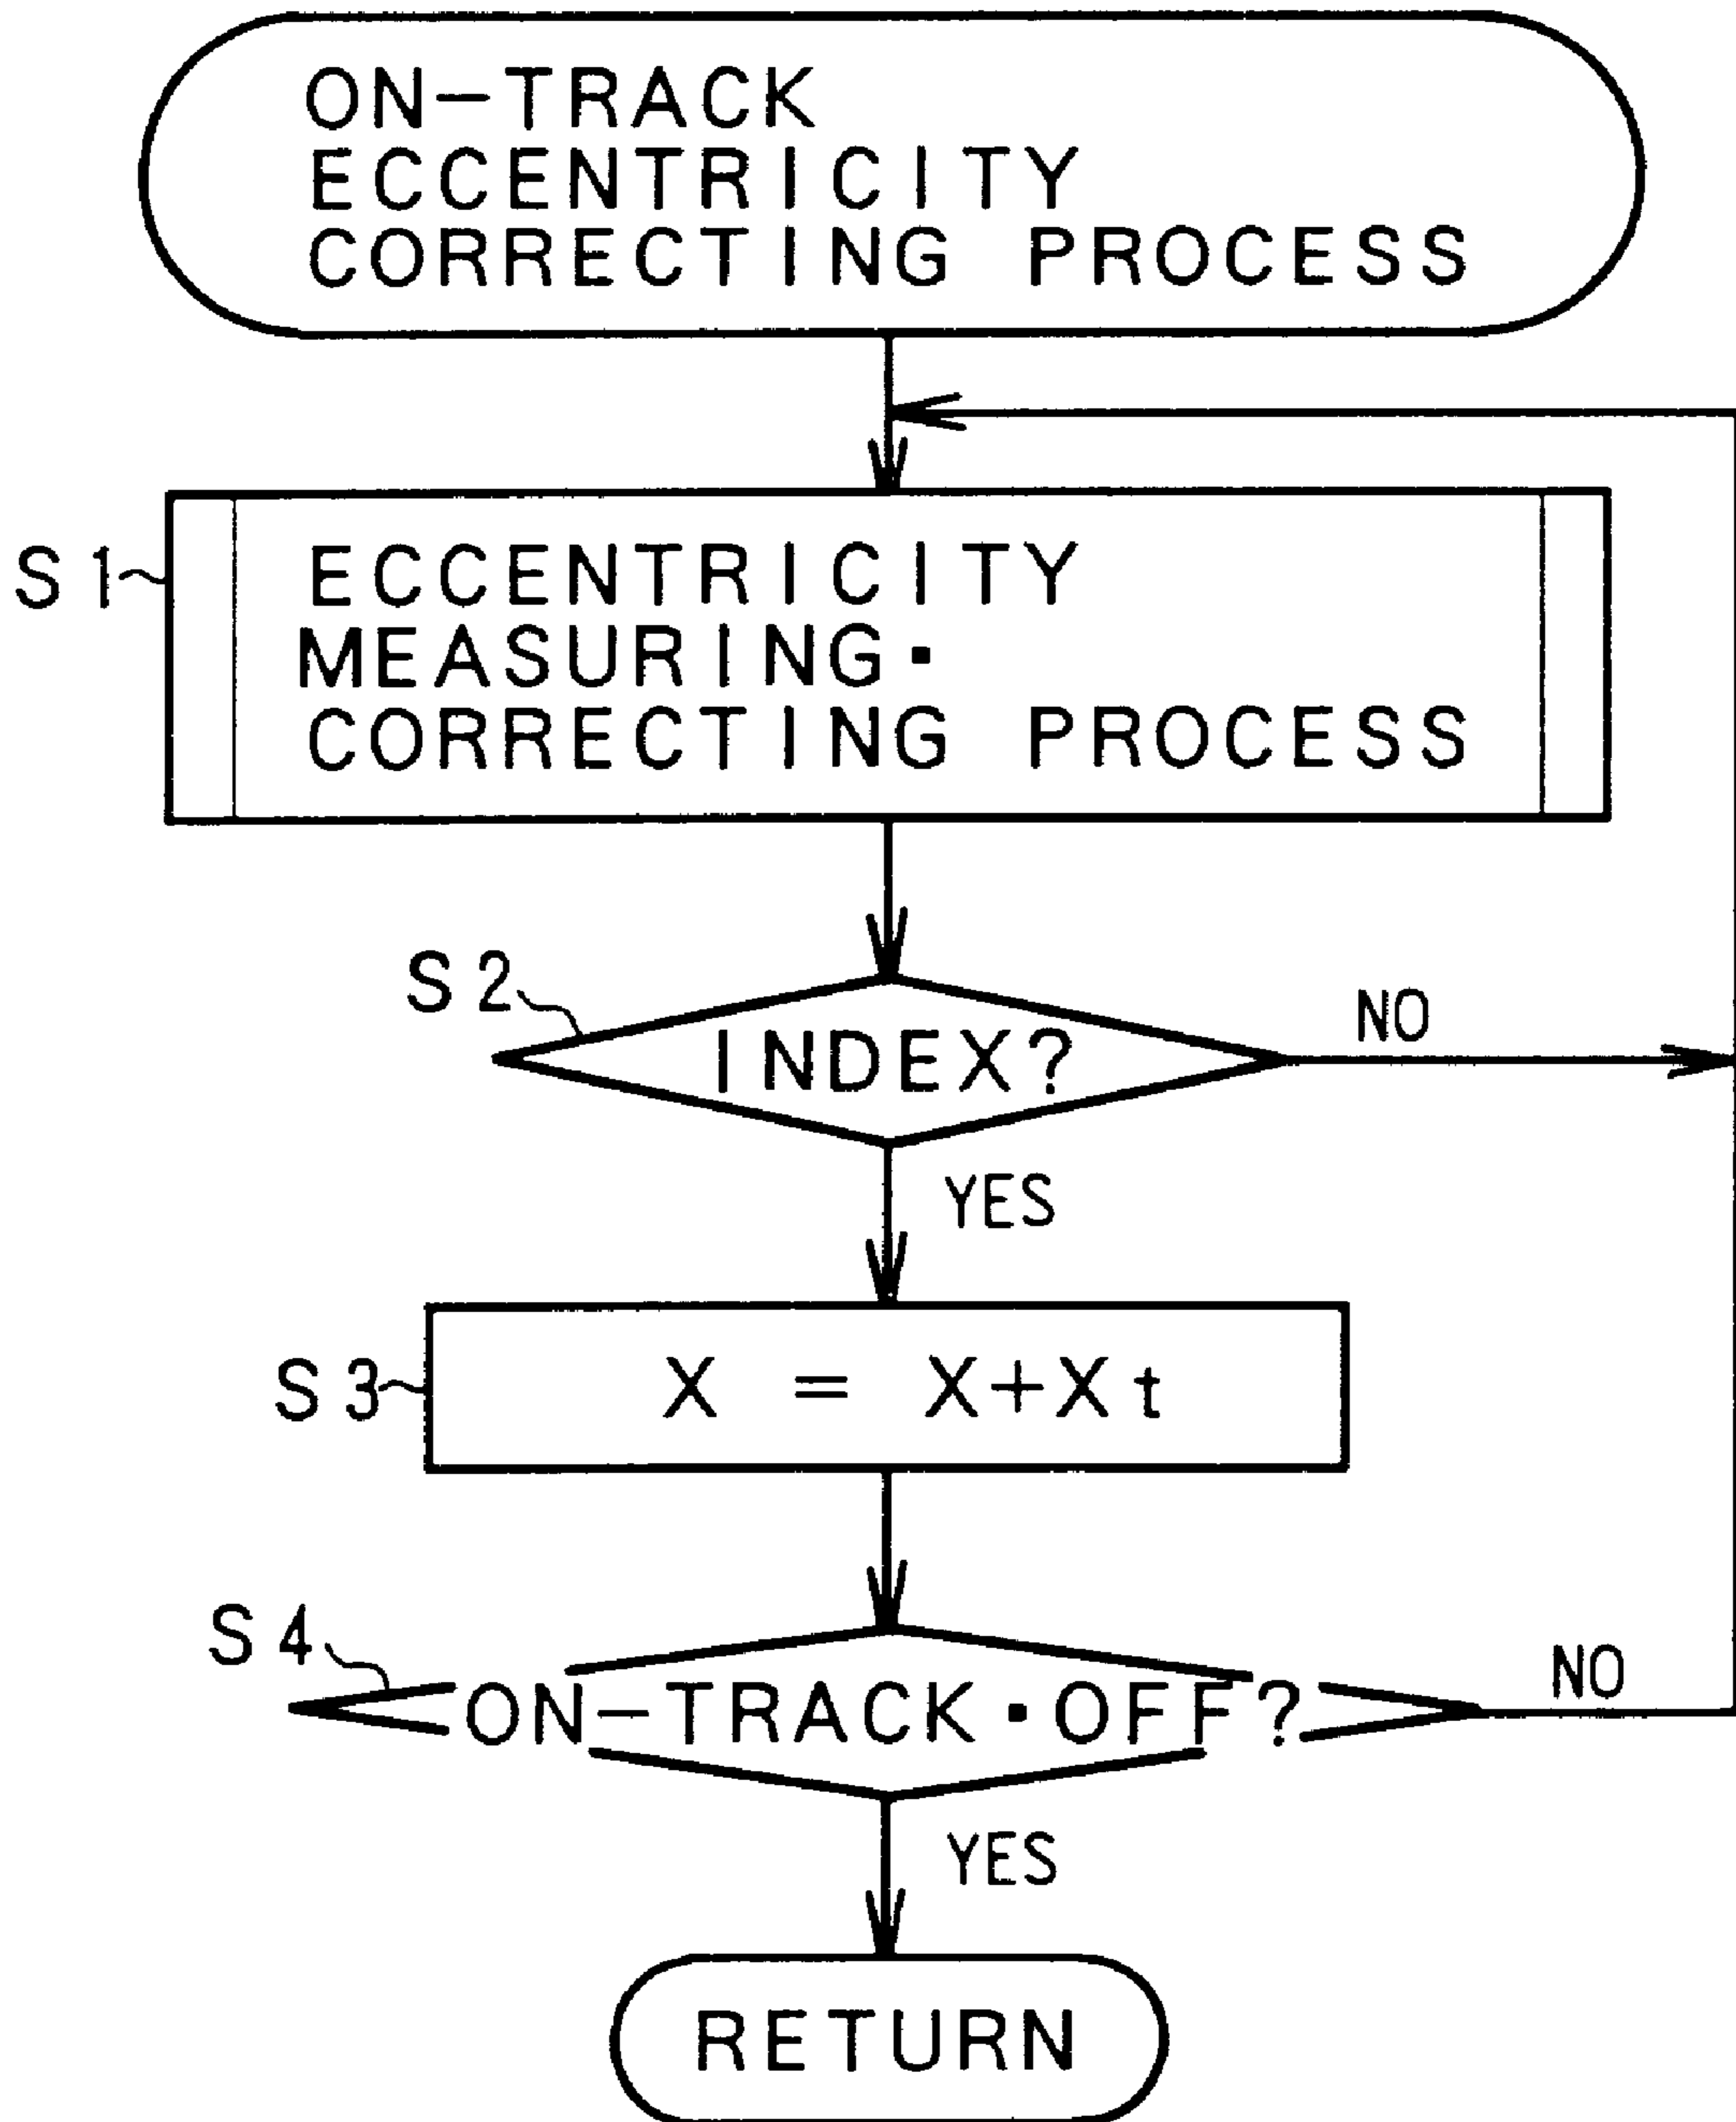 ON-TRACK
ECCENTRICITY
CORRECTING PROCESS
S1
ECCENTRICITY
MEASURING·
CORRECTING PROCESS
S2
INDEX?
NO
YES
S3
X = X+Xt
S4
ON-TRACK·OFF?
NO
YES
RETURN